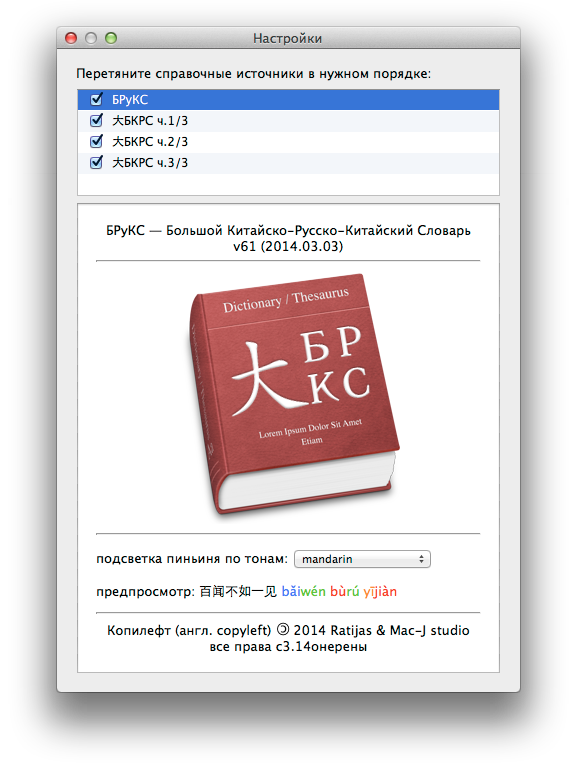 Настройки
Перетяните справочные источники в нужном порядке:
БРуКС
大БКРС ч.1/3
大БКРС ч.2/3
大БКРС ч.3/3
БРуКС — Большой Китайско-Русско-Китайский Словарь
v61 (2014.03.03)
Dictionary / Thesaurus
大 БР
КС
Lorem Ipsum Dolor Sit Amet
Etiam
подсветка пиньиня по тонам: mandarin
предпросмотр: 百闻不如一见 bǎiwén bùrú yījiàn
Копилефт (англ. copyleft) 🄯 2014 Ratijas & Mac-J studio
все права с3.14онерены